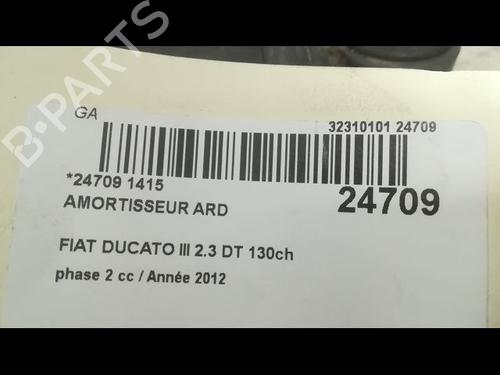 GA
32310101 24709
*24709 1415
24709
AMORTISSEUR ARD
FIAT DUCATO III 2.3 DT 130ch
phase 2 cc / Année 2012
B-PARTS